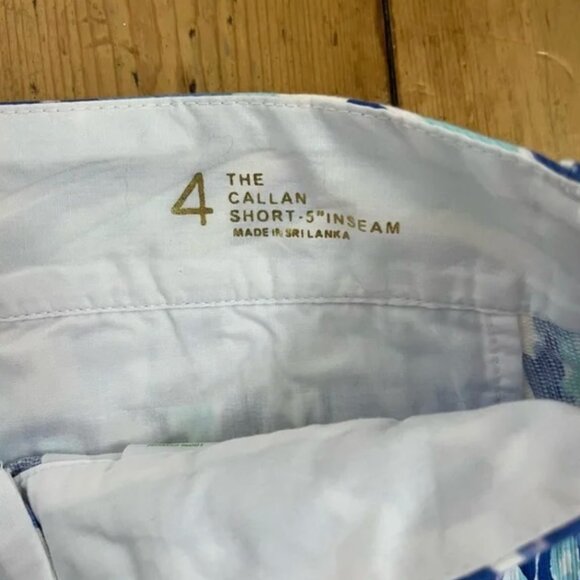 4 THE
CALLAN
SHORT-5"INSEAM
MADE IN SRI LANKA